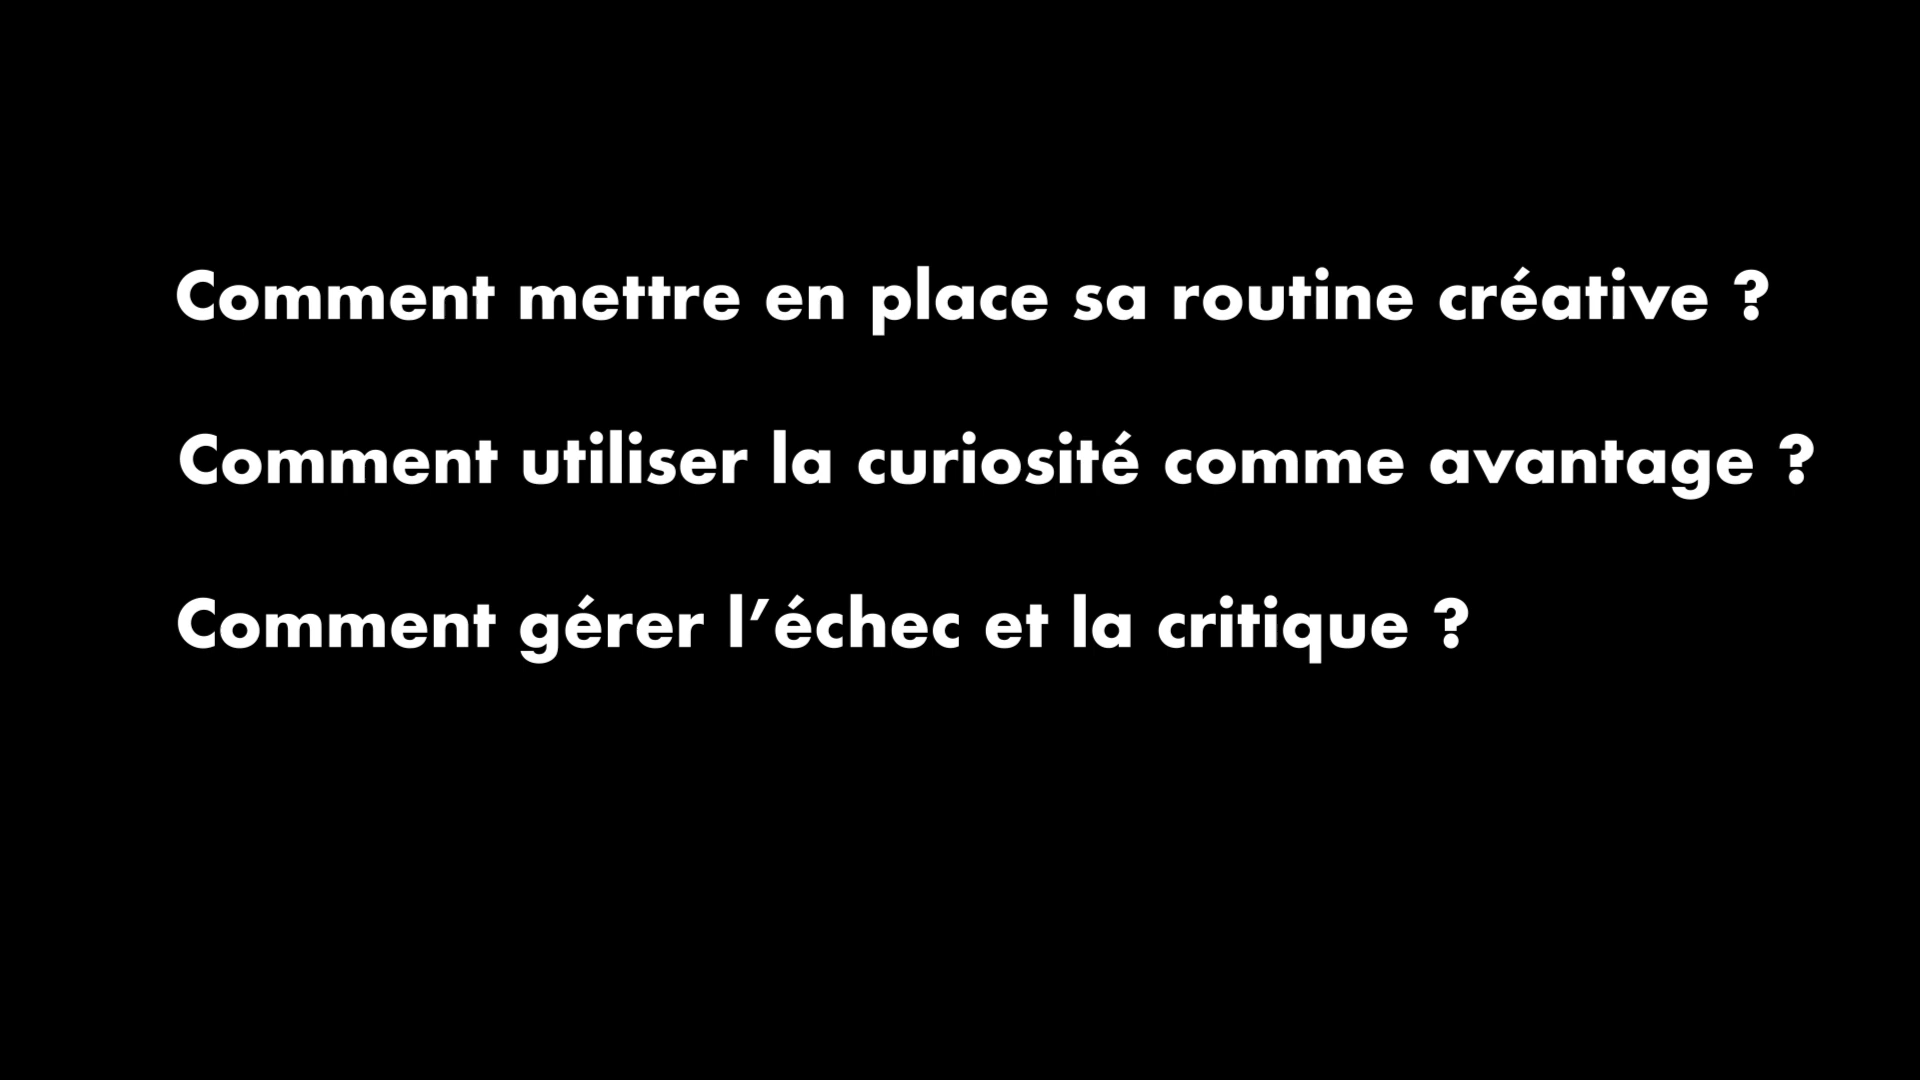 Comment mettre en place sa routine créative ?
Comment utiliser la curiosité comme avantage ?
Comment gérer l’échec et la critique ?